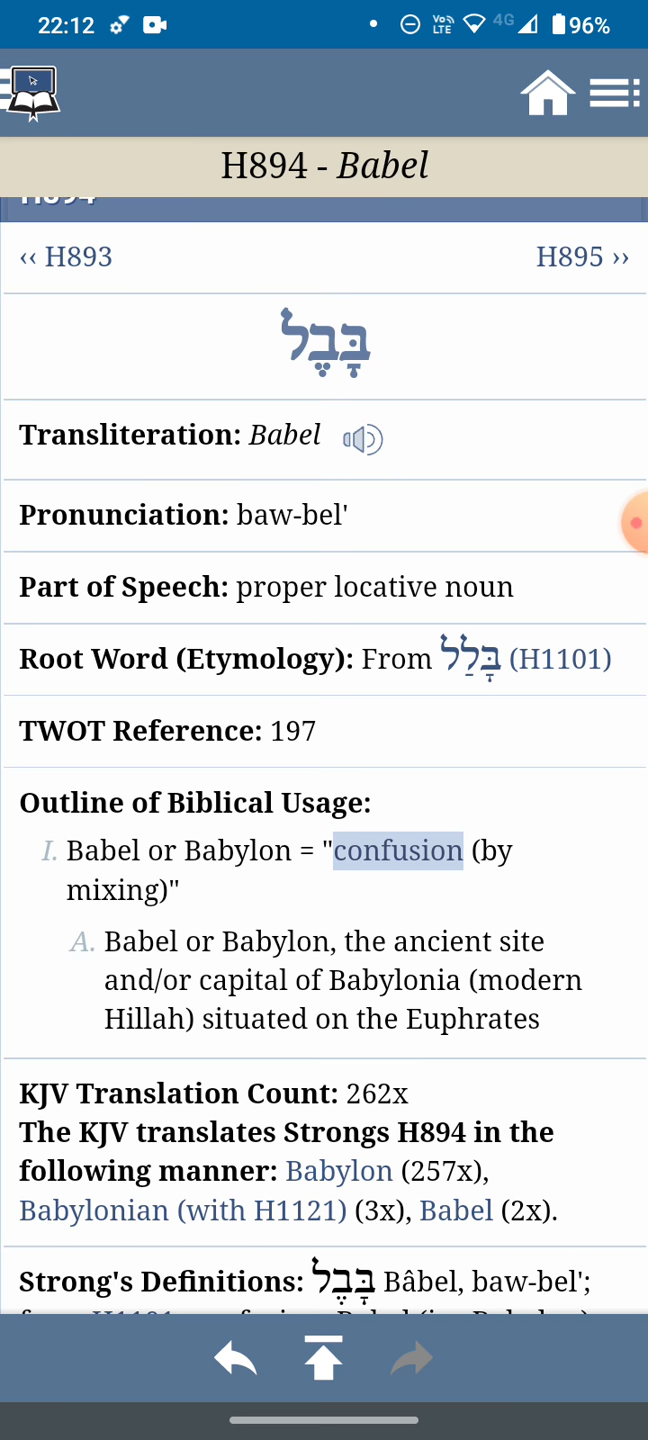 22:12 Vo LTE 4G 96%
H894 - Babel
H894
‹‹ H893 H895 ››
בָּבֶל
Transliteration: Babel
Pronunciation: baw-bel'
Part of Speech: proper locative noun
Root Word (Etymology): From בָּלַל (H1101)
TWOT Reference: 197
Outline of Biblical Usage:
I. Babel or Babylon = "confusion (by
mixing)"
A. Babel or Babylon, the ancient site
and/or capital of Babylonia (modern
Hillah) situated on the Euphrates
KJV Translation Count: 262x
The KJV translates Strongs H894 in the
following manner: Babylon (257x),
Babylonian (with H1121) (3x), Babel (2x).
Strong's Definitions: בָּבֶל Bâbel, baw-bel';